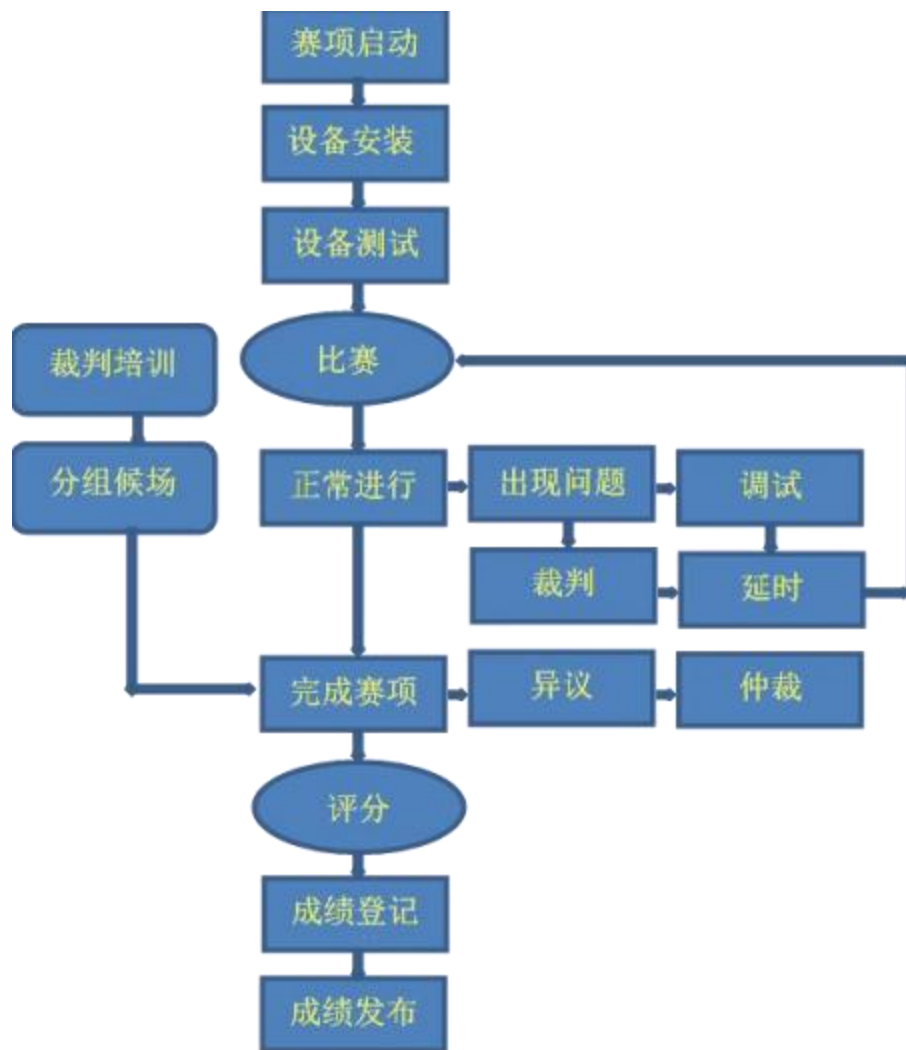 赛项启动
设备安装
设备测试
比赛
裁判培训
分组候场
正常进行
出现问题
调试
裁判
延时
完成赛项
异议
仲裁
评分
成绩登记
成绩发布